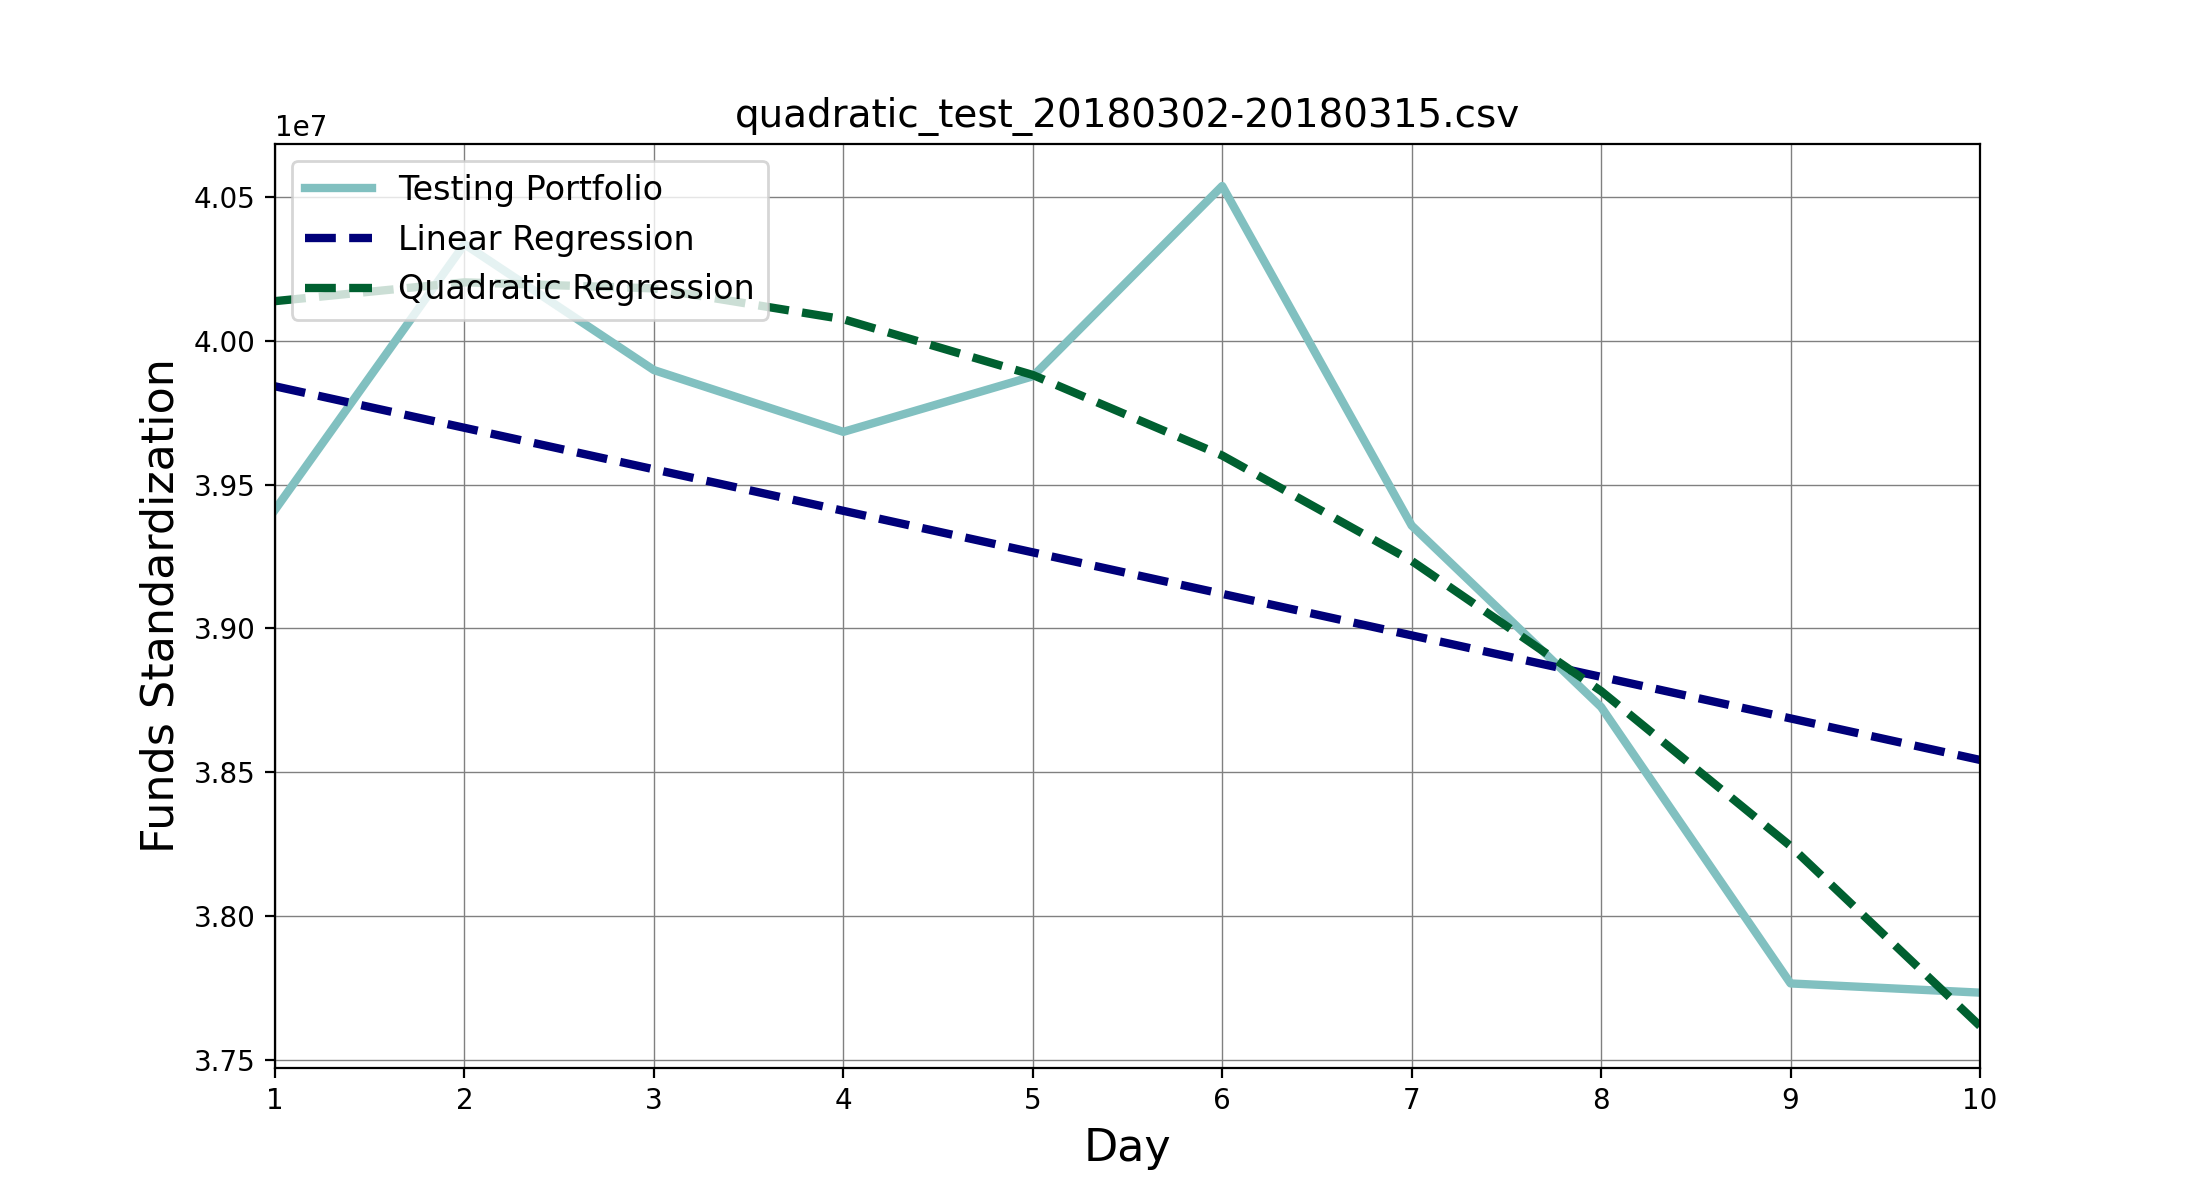 quadratic_test_20180302-20180315.csv
1e7
Testing Portfolio
Linear Regression
Quadratic Regression
4.05
4.00
3.95
3.90
3.85
3.80
3.75
Funds Standardization
1 2 3 4 5 6 7 8 9 10
Day